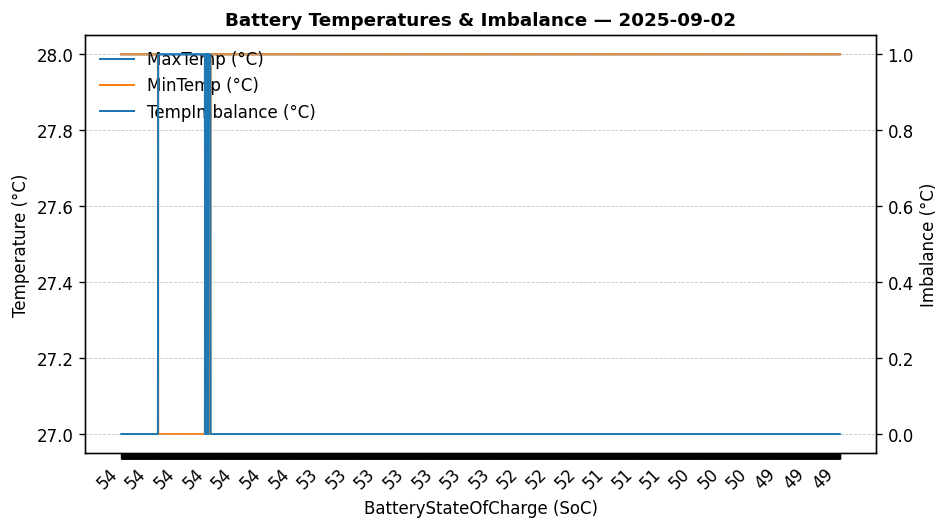 Battery Temperatures & Imbalance — 2025-09-02
28.0
27.8
27.6
27.4
27.2
27.0
Temperature (°C)
MaxTemp (°C)
MinTemp (°C)
TempImbalance (°C)
1.0
0.8
0.6
0.4
0.2
0.0
Imbalance (°C)
54 54 54 54 54 54 54 53 53 53 53 53 53 53 52 52 52 51 51 51 50 50 50 49 49 49
BatteryStateOfCharge (SoC)